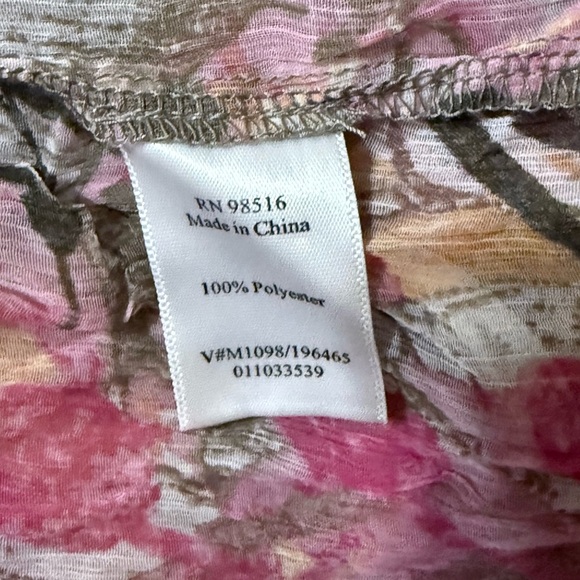 RN 98516
Made in China
100% Polyester
V#M1098/196465
011033539